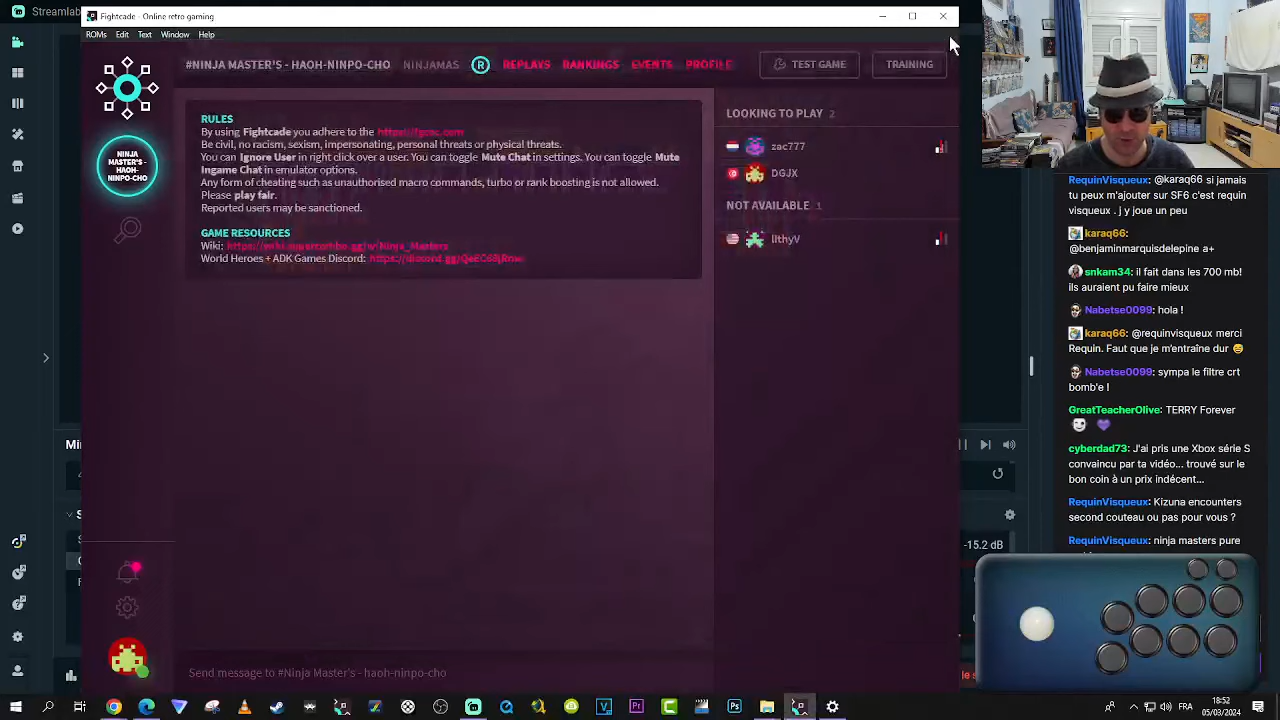 Streamlab
Fightcade - Online retro gaming
ROMs Edit Text Window Help
#NINJA MASTER'S - HAOH-NINPO-CHO NINJAMAS R REPLAYS RANKINGS EVENTS PROFILE TEST GAME TRAINING
NINJA
MASTER'S -
HAOH-
NINPO-CHO
RULES
By using Fightcade you adhere to the https://fgcoc.com
Be civil, no racism, sexism, impersonating, personal threats or physical threats.
You can Ignore User in right click over a user. You can toggle Mute Chat in settings. You can toggle Mute
Ingame Chat in emulator options.
Any form of cheating such as unauthorised macro commands, turbo or rank boosting is not allowed.
Please play fair.
Reported users may be sanctioned.
GAME RESOURCES
Wiki: https://wiki.supercombo.gg/w/Ninja_Masters
World Heroes + ADK Games Discord:
LOOKING TO PLAY 2
zac777
DGJX
NOT AVAILABLE 1
IlthyV
Send message to #Ninja Master's - haoh-ninpo-cho
RequinVisqueux: @karaq66 si jamais
tu peux m'ajouter sur SF6 c'est requin
visqueux . j y joue un peu
karaq66:
@benjaminmarquisdelepine a+
snkam34: il fait dans les 700 mb!
ils auraient pu faire mieux
Nabetse0099: hola !
karaq66: @requinvisqueux merci
Requin. Faut que je m'entraîne dur
Nabetse0099: sympa le filtre crt
bomb'e !
GreatTeacherOlive: TERRY Forever
cyberdad73: J'ai pris une Xbox série S
convaincu par ta vidéo... trouvé sur le
bon coin à un prix indécent...
RequinVisqueux: Kizuna encounters
second couteau ou pas pour vous ?
RequinVisqueux: ninja masters pure
-15.2 dB
18:52
FR
05/08/2024